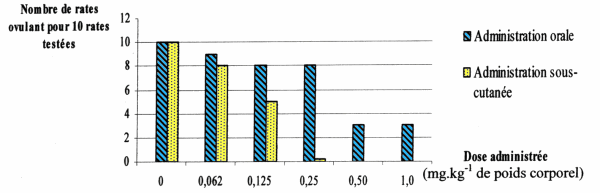 Nombre de rates
ovulant pour 10 rates
testées
12
10
8
6
4
2
0
0
0,062
0,125
0,25
0,50
1,0
Administration orale
Administration sous-
cutanée
Dose administrée
(mg.kg⁻¹ de poids corporel)